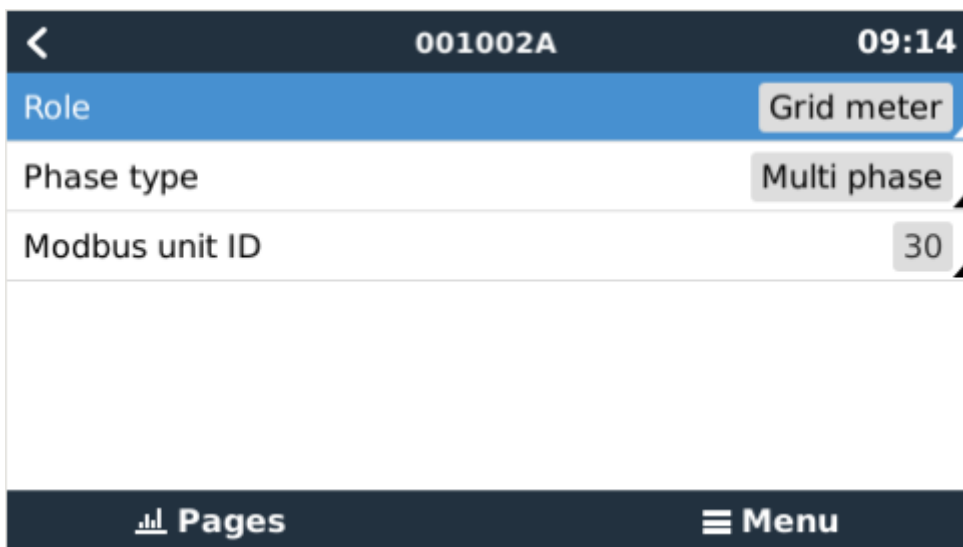 001002A 09:14
Role Grid meter
Phase type Multi phase
Modbus unit ID 30
Pages Menu